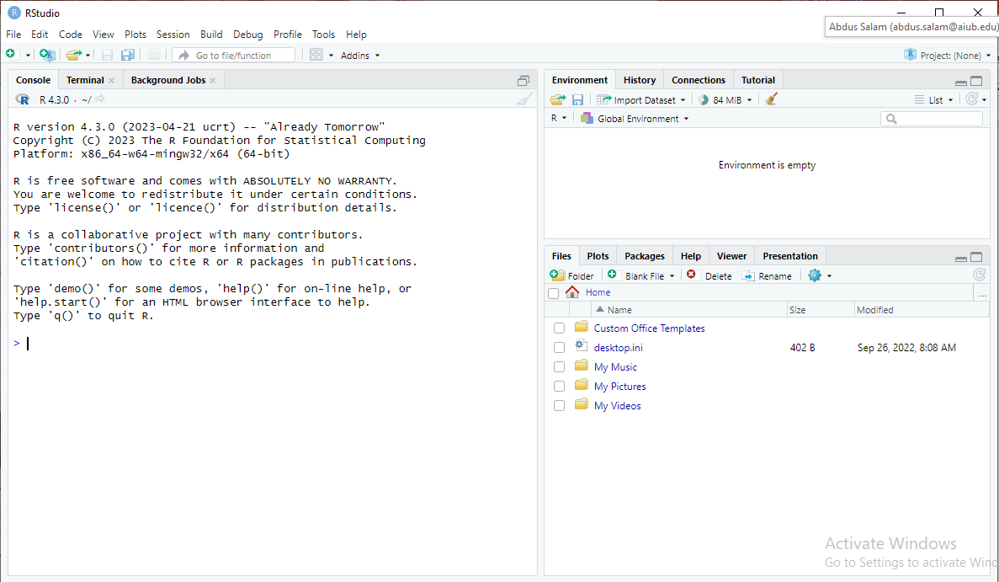 RStudio
Abdus Salam (abdus.salam@aiub.edu)
File Edit Code View Plots Session Build Debug Profile Tools Help
Go to file/function Addins Project: (None)
Console Terminal Background Jobs
R 4.3.0 · ~/
R version 4.3.0 (2023-04-21 ucrt) -- "Already Tomorrow"
Copyright (C) 2023 The R Foundation for Statistical Computing
Platform: x86_64-w64-mingw32/x64 (64-bit)
R is free software and comes with ABSOLUTELY NO WARRANTY.
You are welcome to redistribute it under certain conditions.
Type 'license()' or 'licence()' for distribution details.
R is a collaborative project with many contributors.
Type 'contributors()' for more information and
'citation()' on how to cite R or R packages in publications.
Type 'demo()' for some demos, 'help()' for on-line help, or
'help.start()' for an HTML browser interface to help.
Type 'q()' to quit R.
>
Environment History Connections Tutorial
Import Dataset 84 MiB List
R Global Environment
Environment is empty
Files Plots Packages Help Viewer Presentation
Folder Blank File Delete Rename
Home ...
Name Size Modified
Custom Office Templates
desktop.ini 402 B Sep 26, 2022, 8:08 AM
My Music
My Pictures
My Videos
Activate Windows
Go to Settings to activate Wind